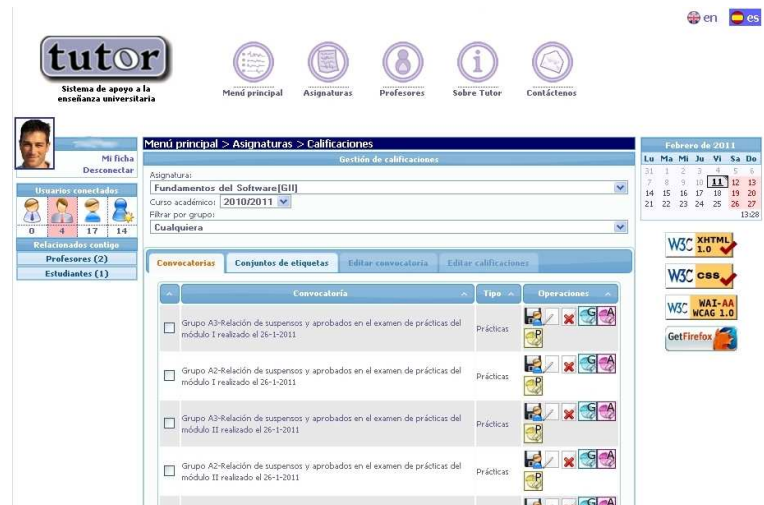 en es
tutor
Sistema de apoyo a la
enseñanza universitaria
Menú principal Asignaturas Profesores Sobre Tutor Contáctenos
Mi ficha
Desconectar
Usuarios conectados
0 4 17 14
Relacionados contigo
Profesores (2)
Estudiantes (1)
Menú principal > Asignaturas > Calificaciones
Gestión de calificaciones
Asignatura:
Fundamentos del Software[GII]
Curso académico: 2010/2011
Filtrar por grupo:
Cualquiera
Convocatorias Conjuntos de etiquetas Editar convocatoria Editar calificaciones
Convocatoría Tipo Operaciones
Grupo A3-Relación de suspensos y aprobados en el examen de prácticas del
módulo I realizado el 26-1-2011
Prácticas
G A
P
Grupo A2-Relación de suspensos y aprobados en el examen de prácticas del
módulo I realizado el 26-1-2011
Prácticas
G A
P
Grupo A3-Relación de suspensos y aprobados en el examen de prácticas del
módulo II realizado el 26-1-2011
Prácticas
G A
P
Grupo A2-Relación de suspensos y aprobados en el examen de prácticas del
módulo II realizado el 26-1-2011
Prácticas
G A
P
G A
Febrero de 2011
Lu Ma Mi Ju Vi Sa Do
31 1 2 3 4 5 6
7 8 9 10 11 12 13
14 15 16 17 18 19 20
21 22 23 24 25 26 27
13:28
W3C XHTML 1.0
W3C css
W3C WAI-AA WCAG 1.0
GetFirefox